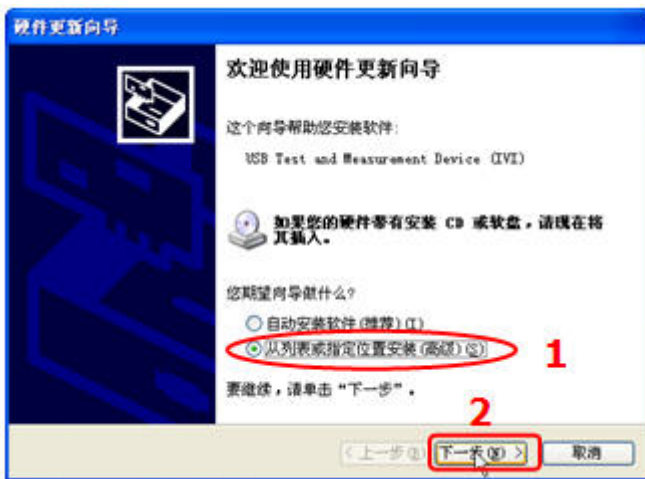 硬件更新向导
欢迎使用硬件更新向导
这个向导帮助您安装软件:
USB Test and Measurement Device (IVI)
如果您的硬件带有安装 CD 或软盘，请现在将
其插入。
您期望向导做什么?
自动安装软件(推荐)(I)
从列表或指定位置安装(高级)(S)
1
要继续，请单击“下一步”。
2
< 上一步(B) 下一步(N) > 取消